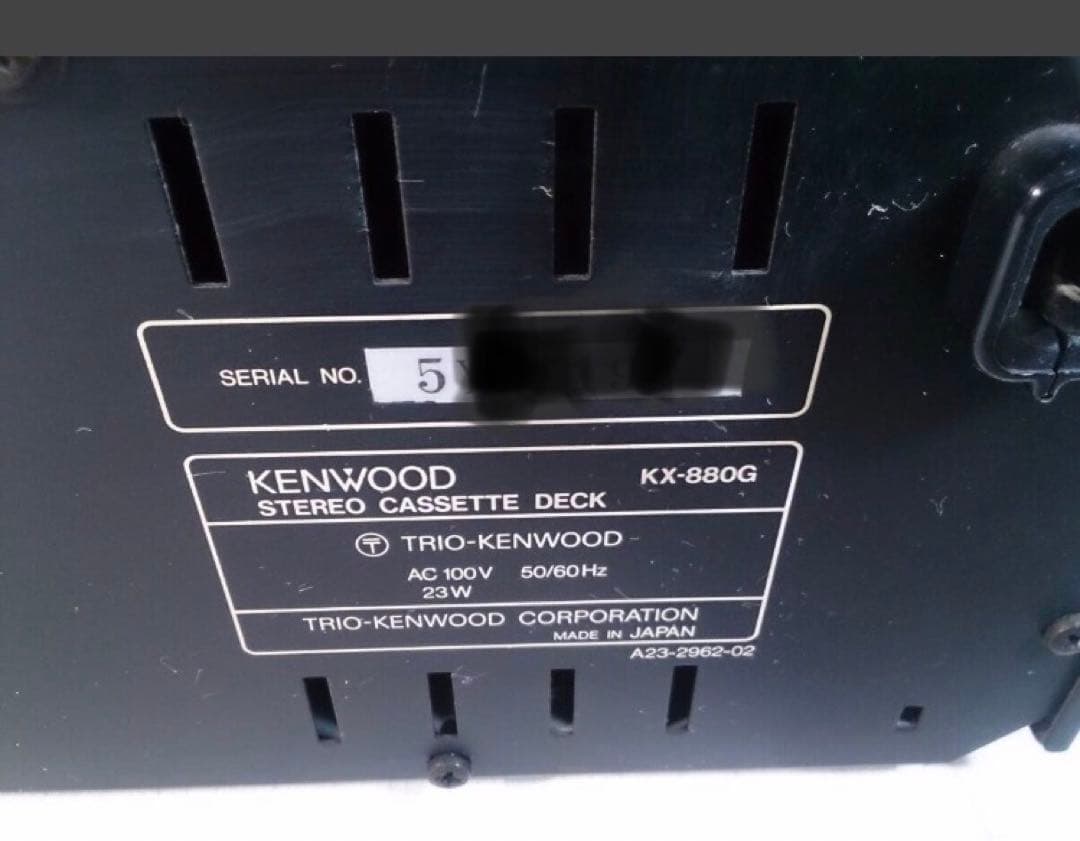 SERIAL NO. 5
KENWOOD KX-880G
STEREO CASSETTE DECK
〒 TRIO-KENWOOD
AC 100V 50/60Hz
23W
TRIO-KENWOOD CORPORATION
MADE IN JAPAN
A23-2962-02